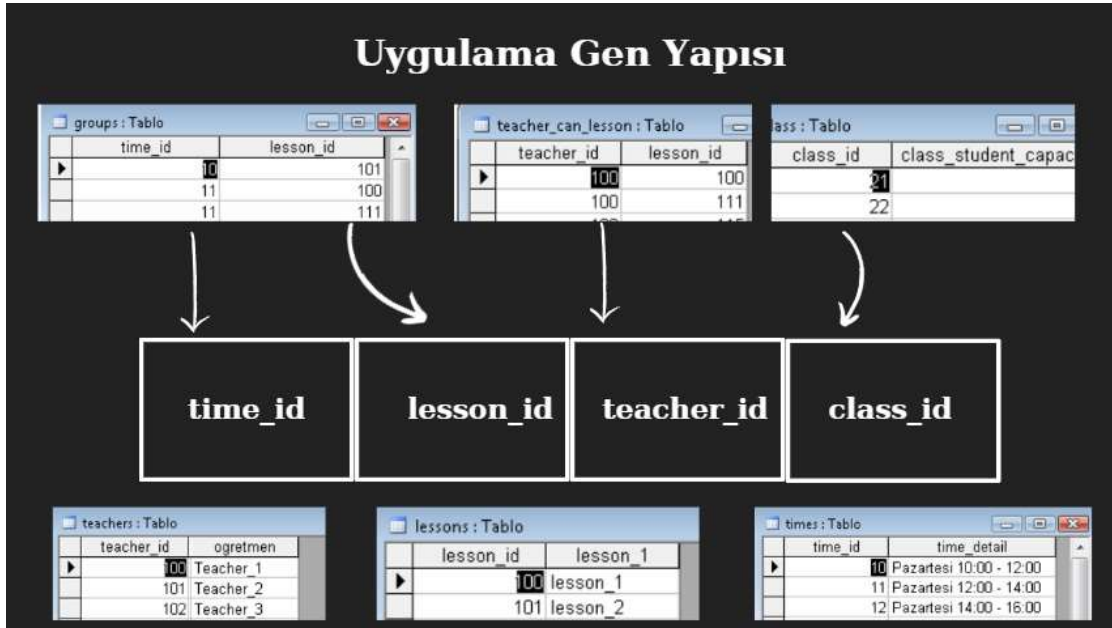 Uygulama Gen Yapısı
groups : Tablo
time_id lesson_id
10 101
11 100
11 111
teacher_can_lesson : Tablo
teacher_id lesson_id
100 100
100 111
lass : Tablo
class_id class_student_capac
21
22
time_id lesson_id teacher_id class_id
teachers : Tablo
teacher_id ogretmen
100 Teacher_1
101 Teacher_2
102 Teacher_3
lessons : Tablo
lesson_id lesson_1
100 lesson_1
101 lesson_2
times : Tablo
time_id time_detail
10 Pazartesi 10:00 - 12:00
11 Pazartesi 12:00 - 14:00
12 Pazartesi 14:00 - 16:00